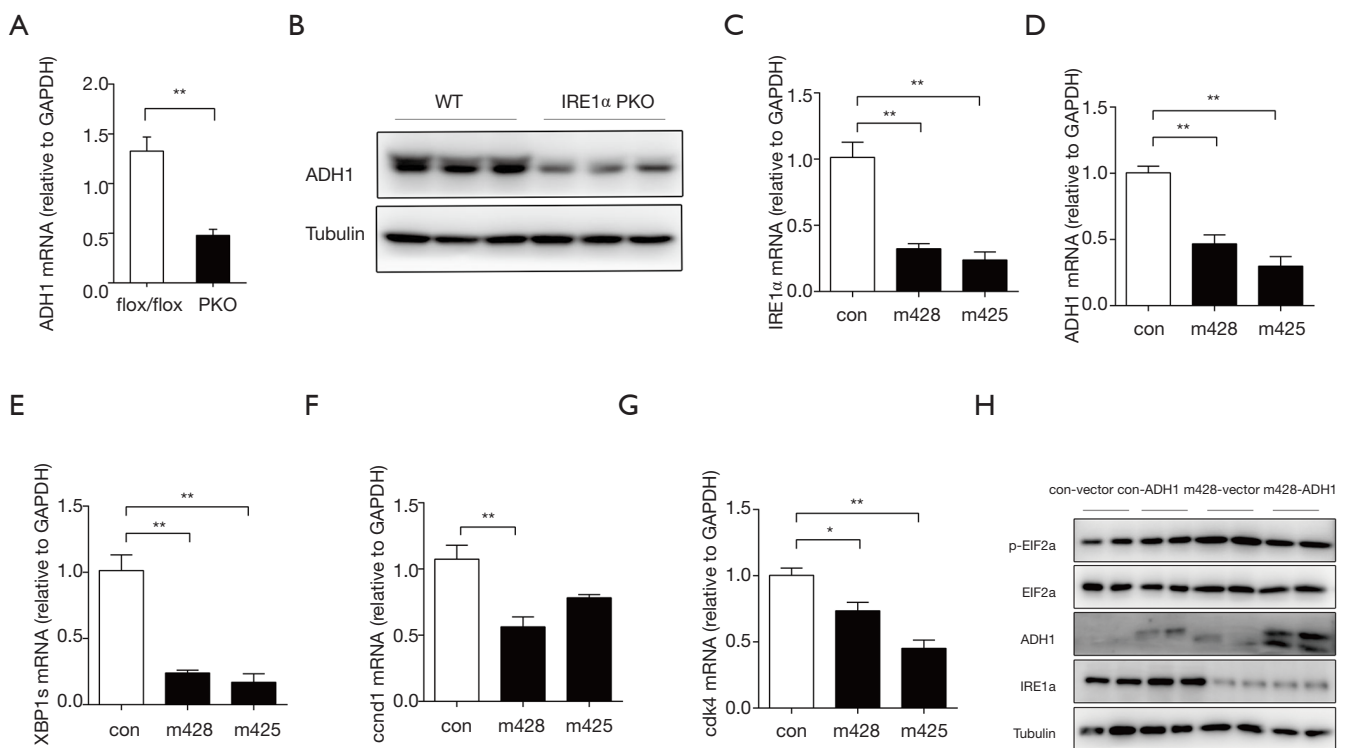 A
ADH1 mRNA (relative to GAPDH)
2.0
1.5
1.0
0.5
0.0
**
flox/flox PKO
B
WT IRE1α PKO
ADH1
Tubulin
C
IRE1α mRNA (relative to GAPDH)
1.5
1.0
0.5
0.0
**
**
con m428 m425
D
ADH1 mRNA (relative to GAPDH)
1.5
1.0
0.5
0.0
**
**
con m428 m425
E
XBP1s mRNA (relative to GAPDH)
1.5
1.0
0.5
0.0
**
**
con m428 m425
F
ccnd1 mRNA (relative to GAPDH)
1.5
1.0
0.5
0.0
**
con m428 m425
G
cdk4 mRNA (relative to GAPDH)
1.5
1.0
0.5
0.0
**
*
con m428 m425
H
con-vector con-ADH1 m428-vector m428-ADH1
p-EIF2a
EIF2a
ADH1
IRE1a
Tubulin